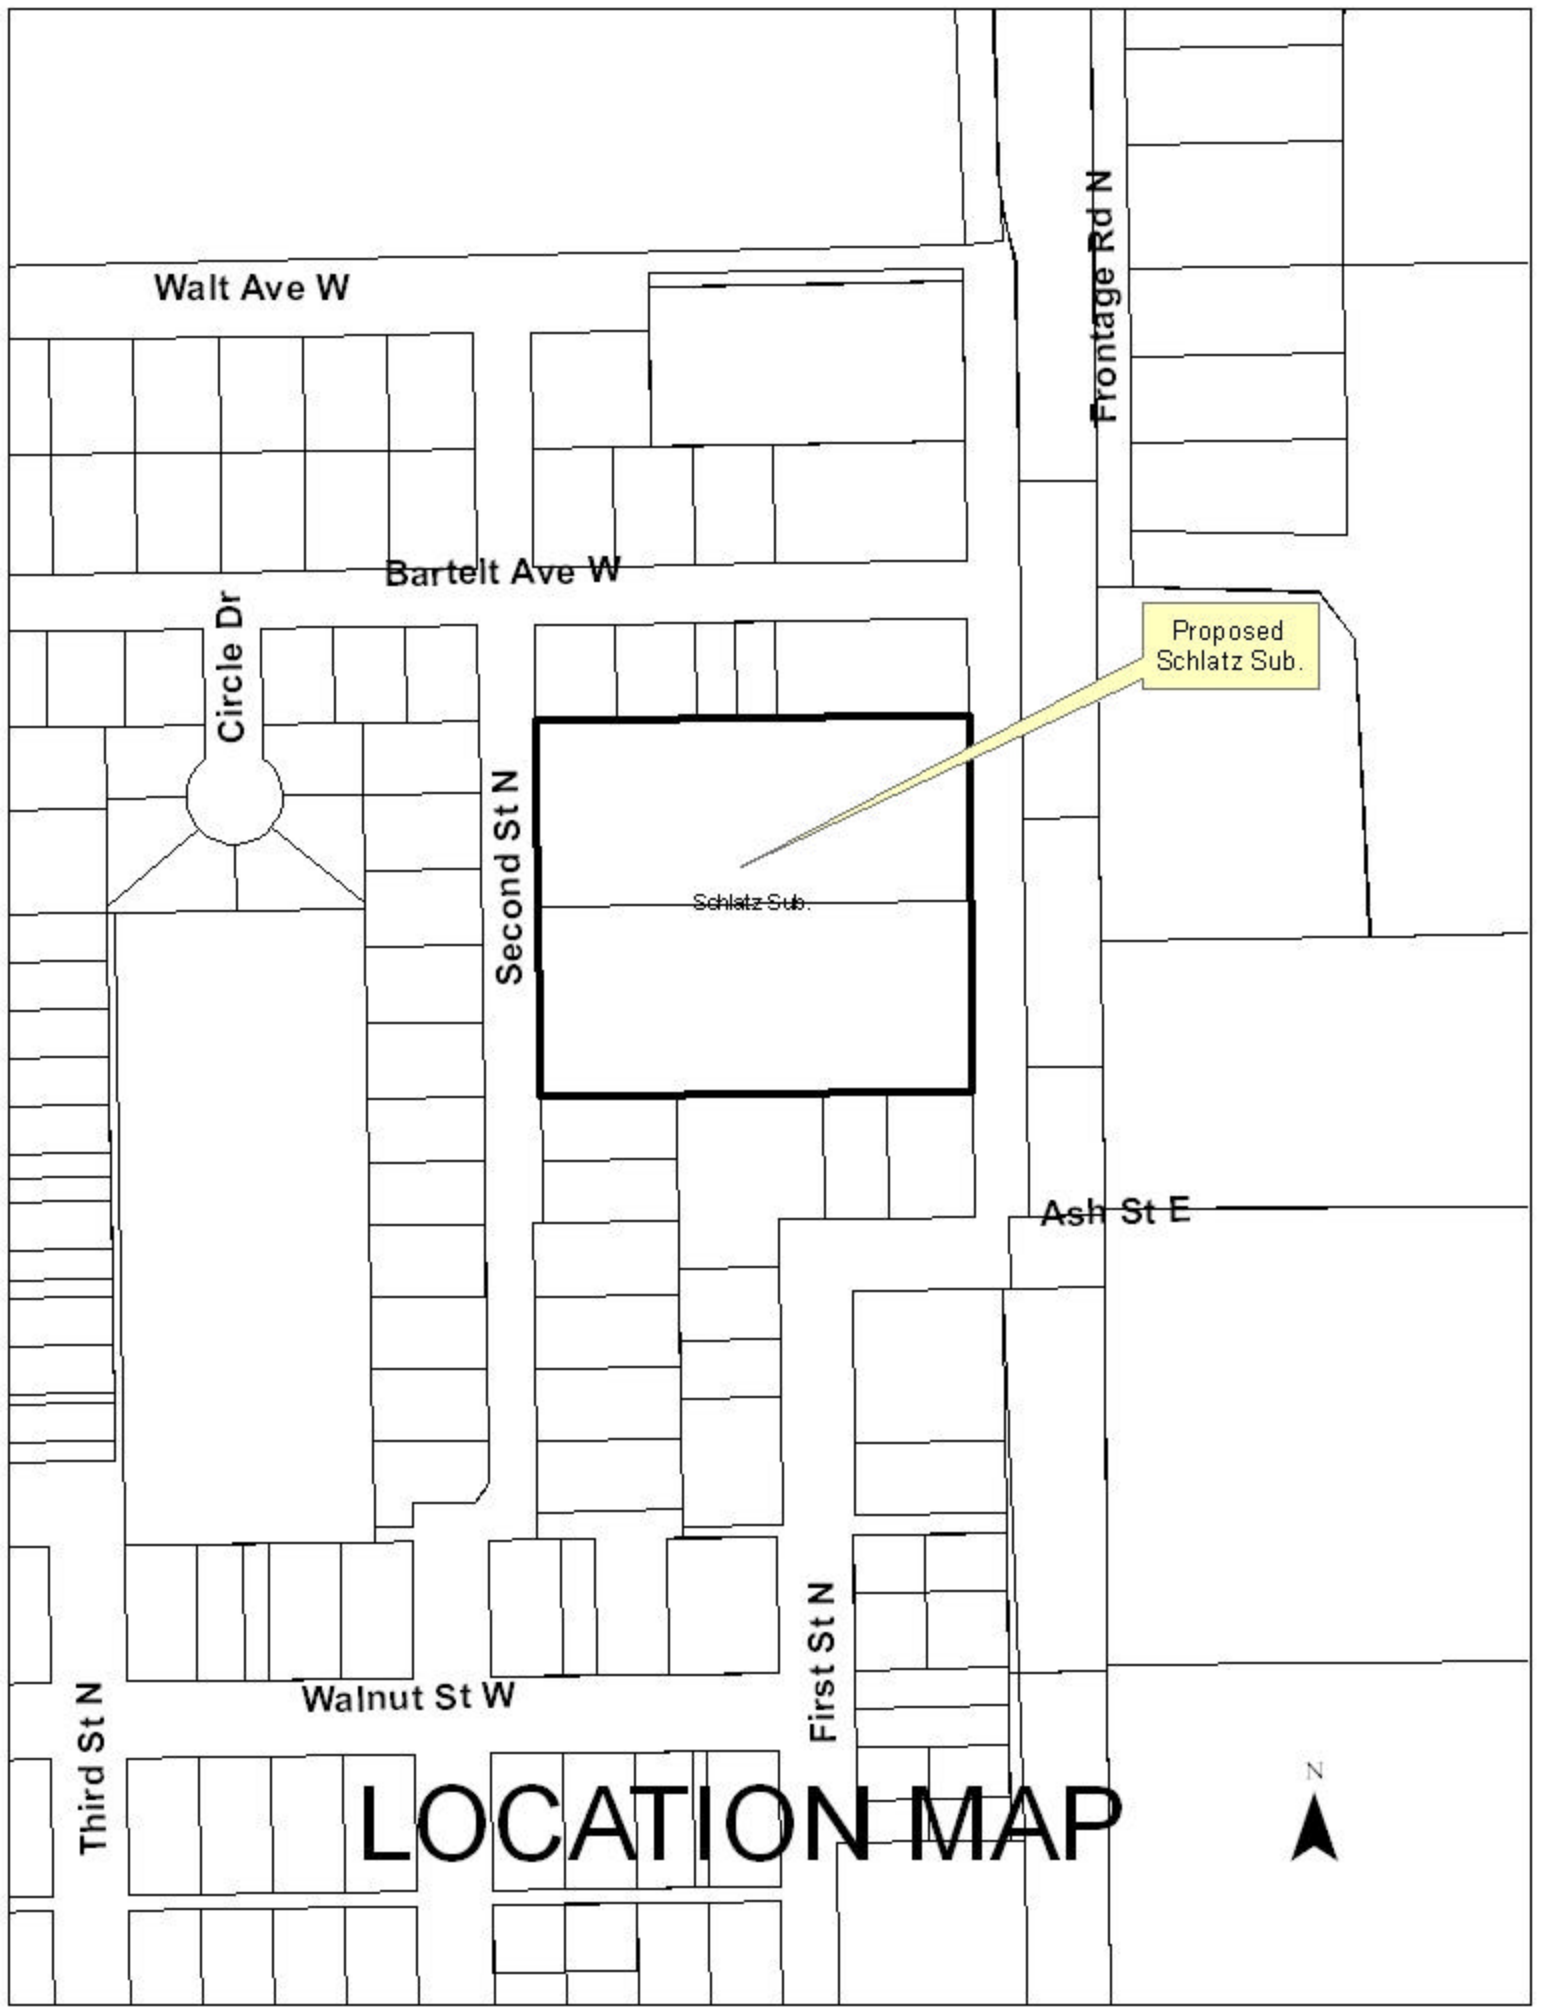 Frontage Rd N
Walt Ave W
Bartelt Ave W
Circle Dr
Proposed
Schlatz Sub.
Second St N
Schlatz Sub.
Ash St E
First St N
Walnut St W
Third St N
N
LOCATION MAP